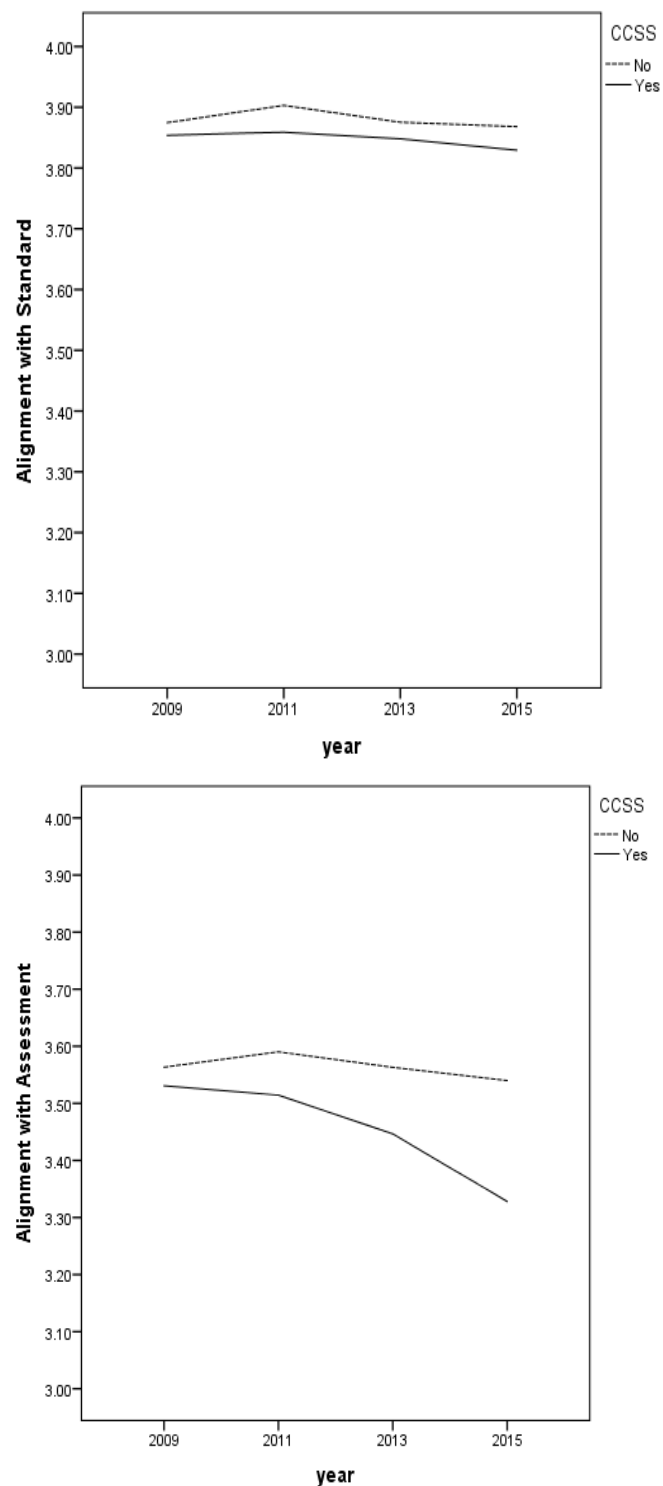 CCSS
No
Yes
4.00
3.90
3.80
3.70
3.60
3.50
3.40
3.30
3.20
3.10
3.00
Alignment with Standard
2009 2011 2013 2015
year
CCSS
No
Yes
4.00
3.90
3.80
3.70
3.60
3.50
3.40
3.30
3.20
3.10
3.00
Alignment with Assessment
2009 2011 2013 2015
year